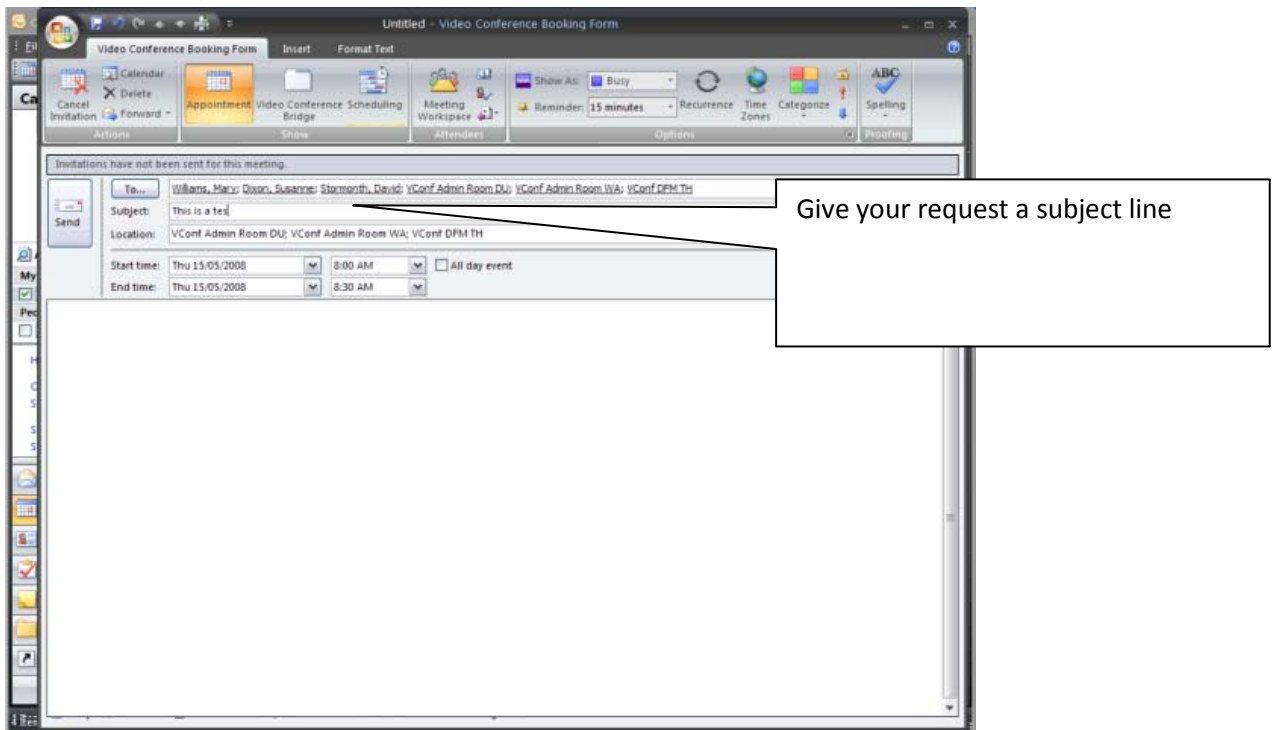 Untitled - Video Conference Booking Form
Video Conference Booking Form Insert Format Text
Calendar
Delete
Forward
Cancel Invitation
Appointment
Video Conference Bridge
Scheduling
Meeting Workspace
Show As: Busy
Reminder: 15 minutes
Recurrence
Time Zones
Categorize
ABC
Spelling
Actions Show Attendees Options Proofing
Invitations have not been sent for this meeting.
To... Williams, Mary; Dixon, Susanne; Stormonth, David; VConf Admin Room DU; VConf Admin Room WA; VConf DFM TH
Send
Subject: This is a tes
Location: VConf Admin Room DU; VConf Admin Room WA; VConf DFM TH
Start time: Thu 15/05/2008 8:00 AM All day event
End time: Thu 15/05/2008 8:30 AM
Give your request a subject line
Ca
My